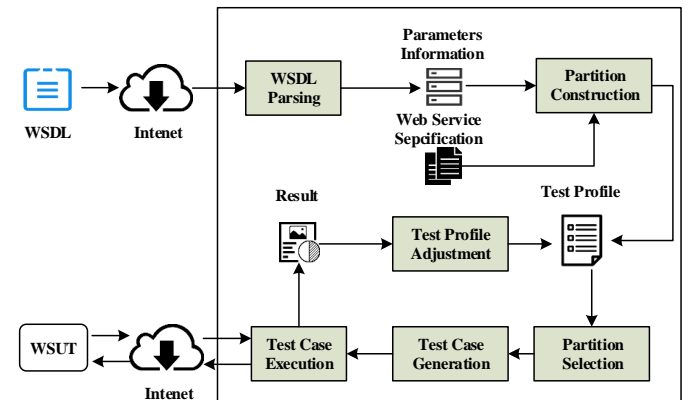 Parameters
Information
WSDL
Parsing
Partition
Construction
WSDL
Intenet
Web Service
Sepcification
Result
Test Profile
Test Profile
Adjustment
WSUT
Test Case
Execution
Test Case
Generation
Partition
Selection
Intenet